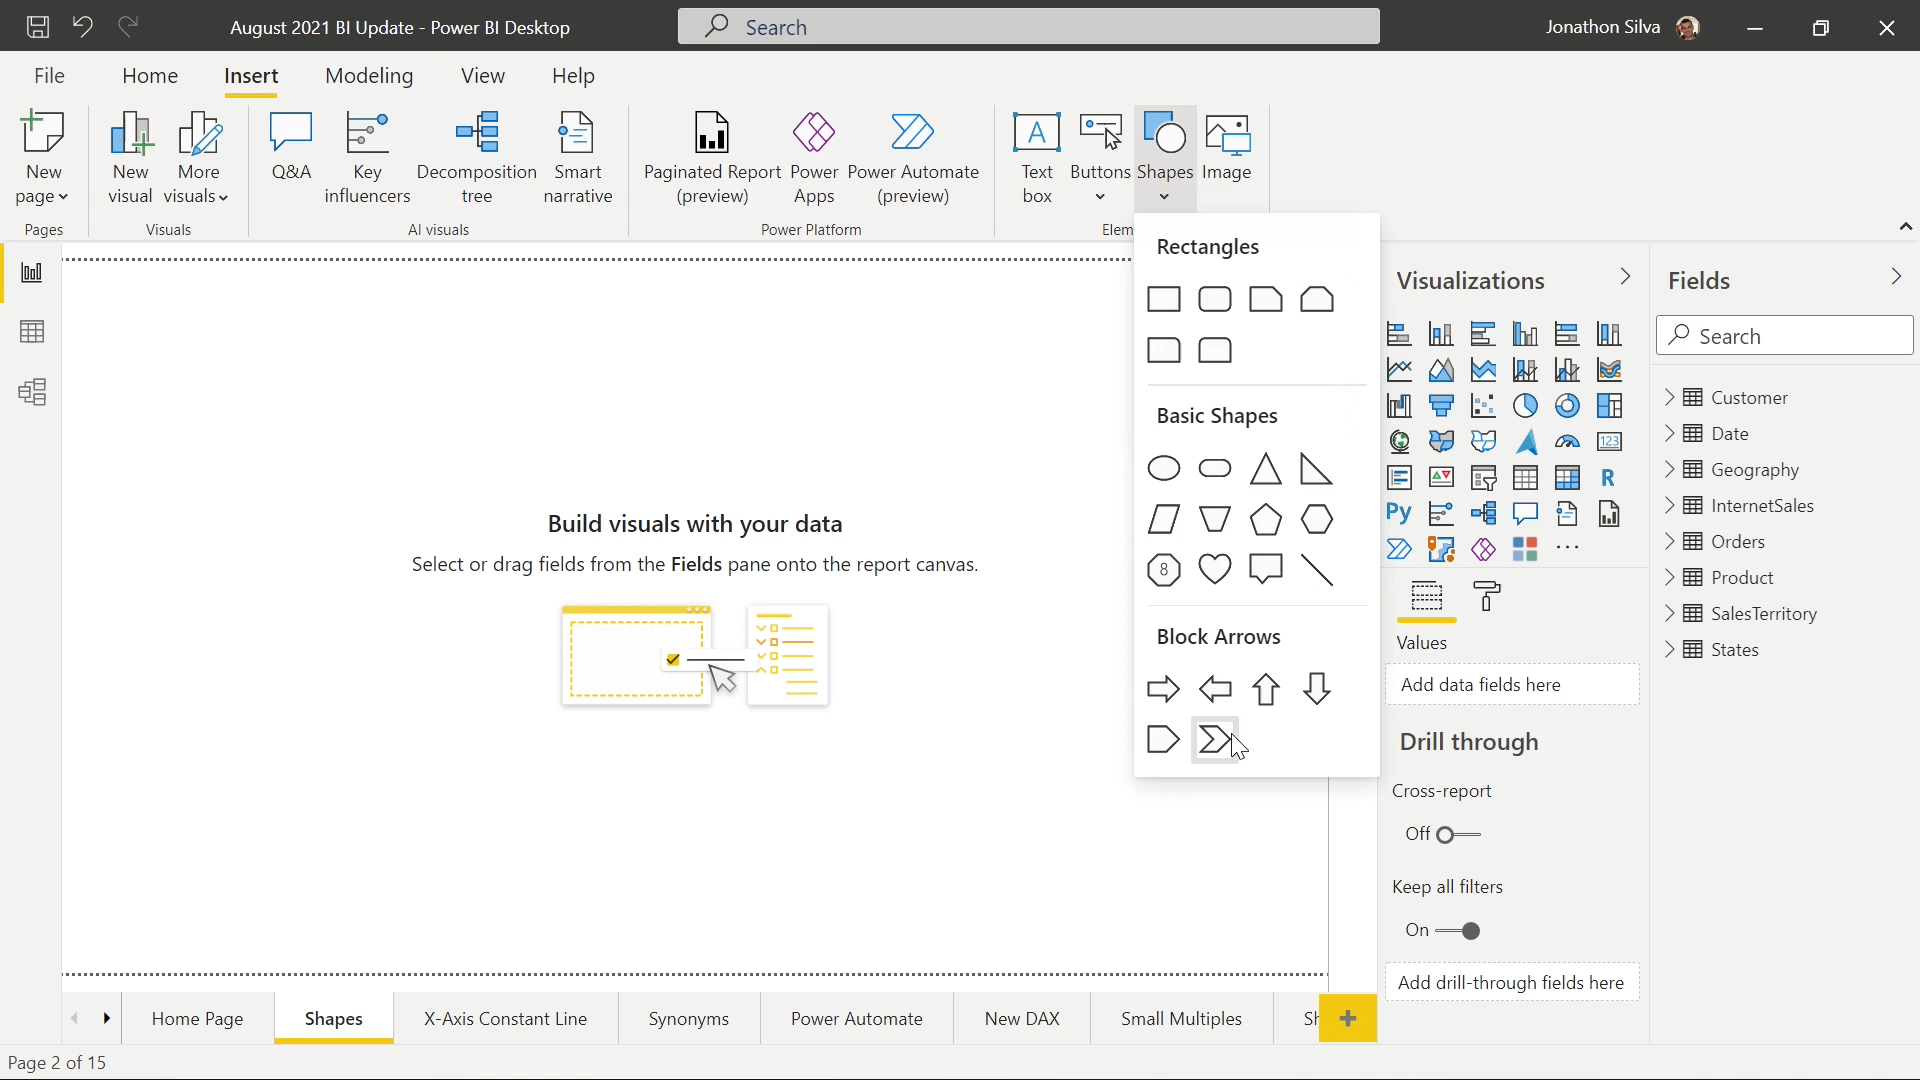 August 2021 BI Update - Power BI Desktop
Search
Jonathon Silva
File
Home
Insert
Modeling
View
Help
New page
New visual
More visuals
Q&A
Key influencers
Decomposition tree
Smart narrative
Paginated Report (preview)
Power Apps
Power Automate (preview)
Text box
Buttons
Shapes
Image
Pages
Visuals
AI visuals
Power Platform
Elem
Rectangles
Basic Shapes
8
Block Arrows
Build visuals with your data
Select or drag fields from the Fields pane onto the report canvas.
Visualizations
123
R
Py
Values
Add data fields here
Drill through
Cross-report
Off
Keep all filters
On
Add drill-through fields here
Fields
Search
Customer
Date
Geography
InternetSales
Orders
Product
SalesTerritory
States
Home Page
Shapes
X-Axis Constant Line
Synonyms
Power Automate
New DAX
Small Multiples
Sh
Page 2 of 15